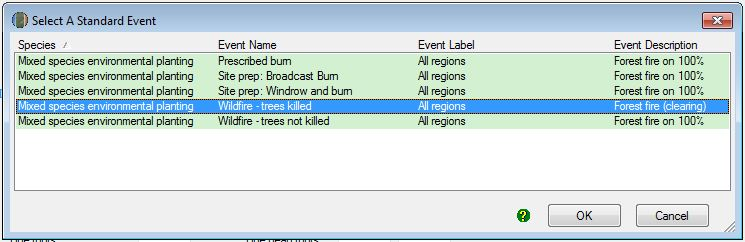 Select A Standard Event
Species Event Name Event Label Event Description
Mixed species environmental planting Prescribed burn All regions Forest fire on 100%
Mixed species environmental planting Site prep: Broadcast Burn All regions Forest fire on 100%
Mixed species environmental planting Site prep: Windrow and burn All regions Forest fire on 100%
Mixed species environmental planting Wildfire - trees killed All regions Forest fire (clearing)
Mixed species environmental planting Wildfire - trees not killed All regions Forest fire on 100%
? OK Cancel